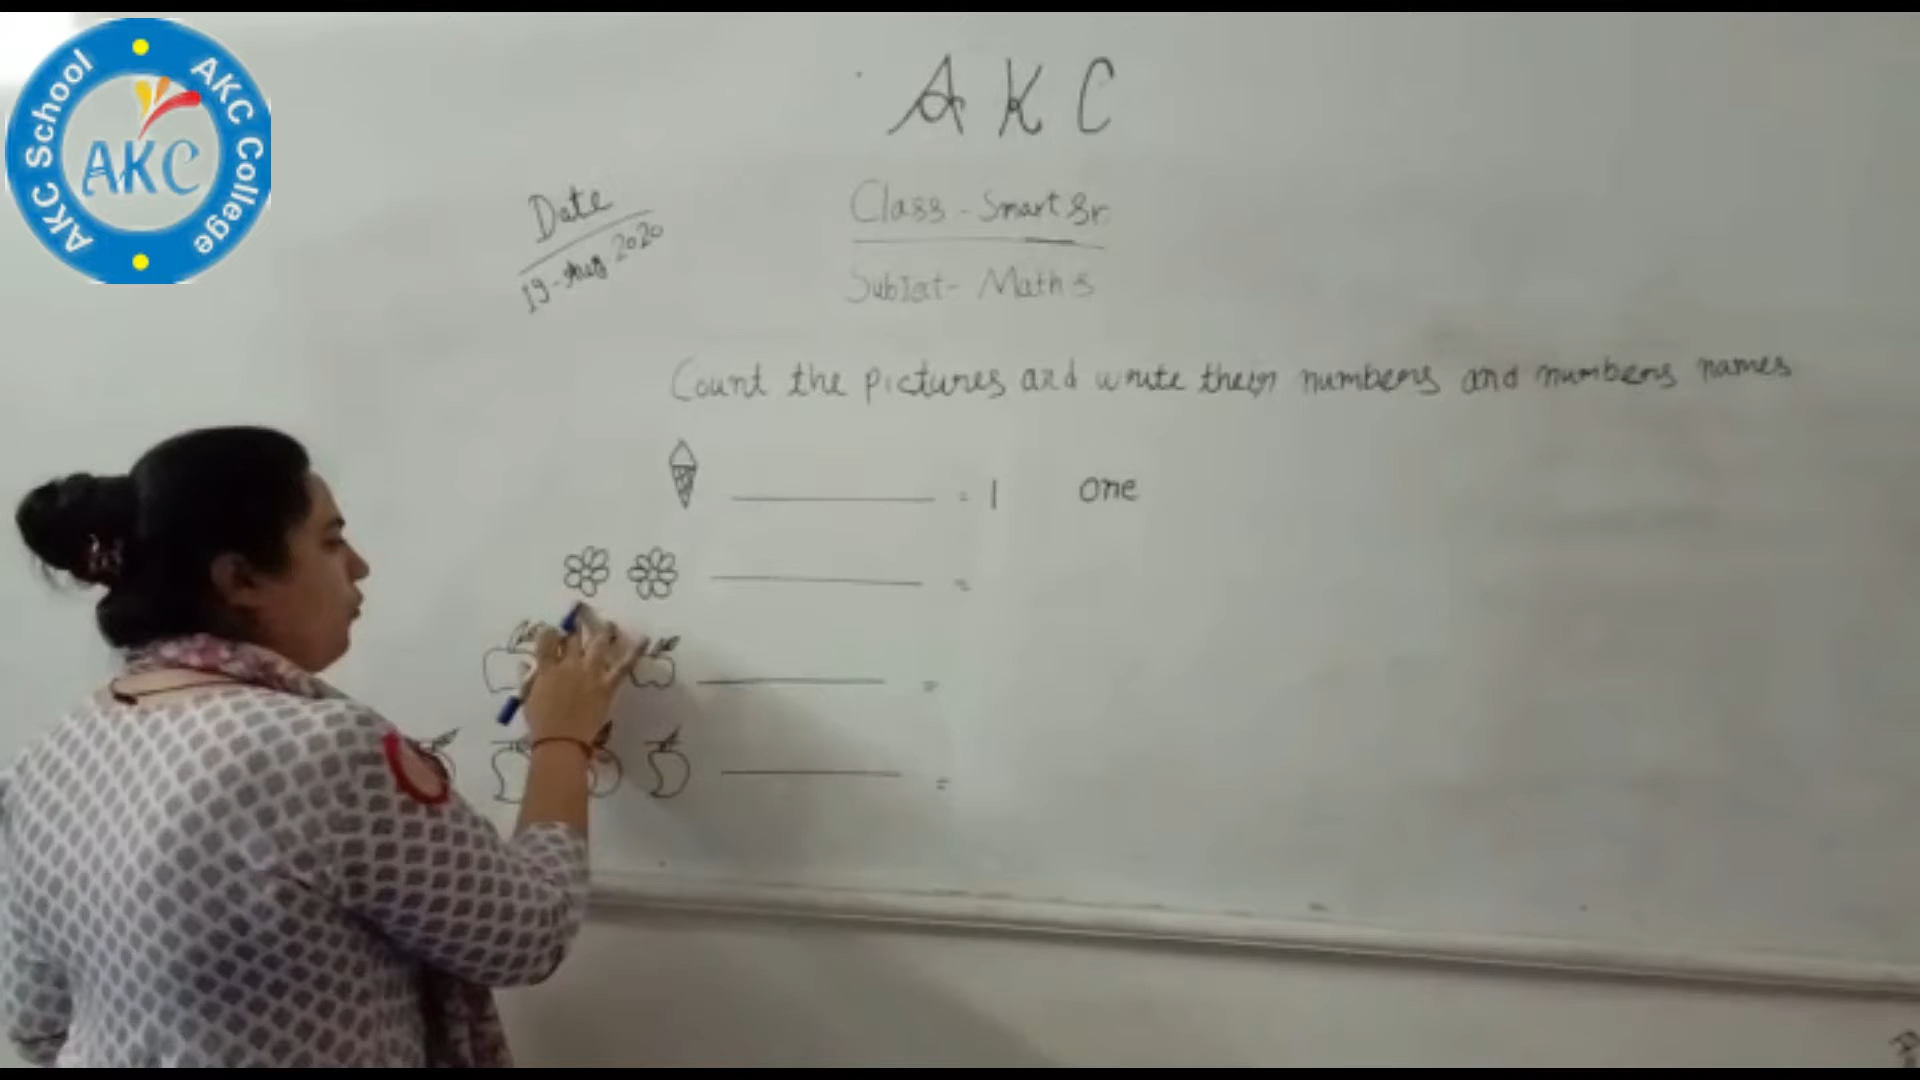 AKC School
AKC College
AKC
A K C
Date
19-Aug 2020
Class - Smart Sr
Subject - Maths
Count the pictures and write their numbers and numbers names
= 1 one
=
=
=